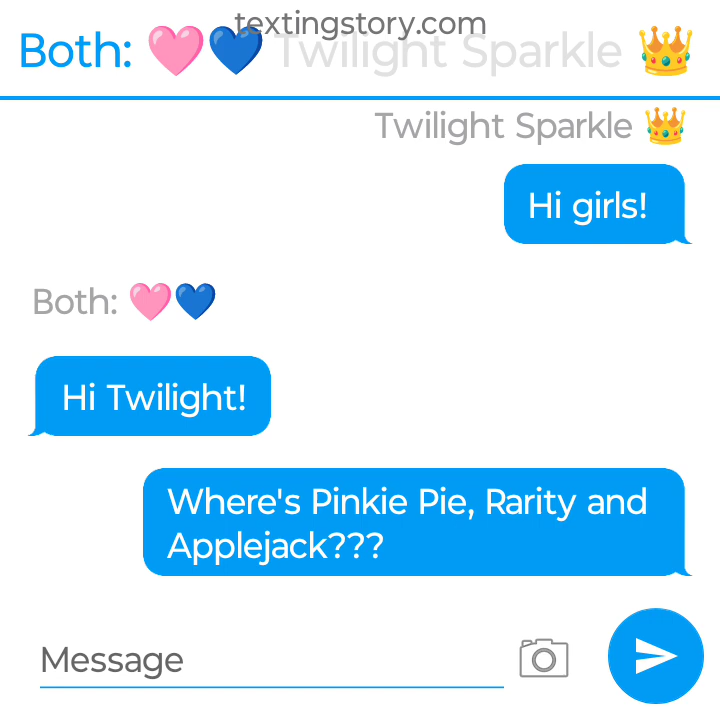 textingstory.com
Both: 🩷💙 Twilight Sparkle 👑
Twilight Sparkle 👑
Hi girls!
Both: 🩷💙
Hi Twilight!
Where's Pinkie Pie, Rarity and
Applejack???
Message